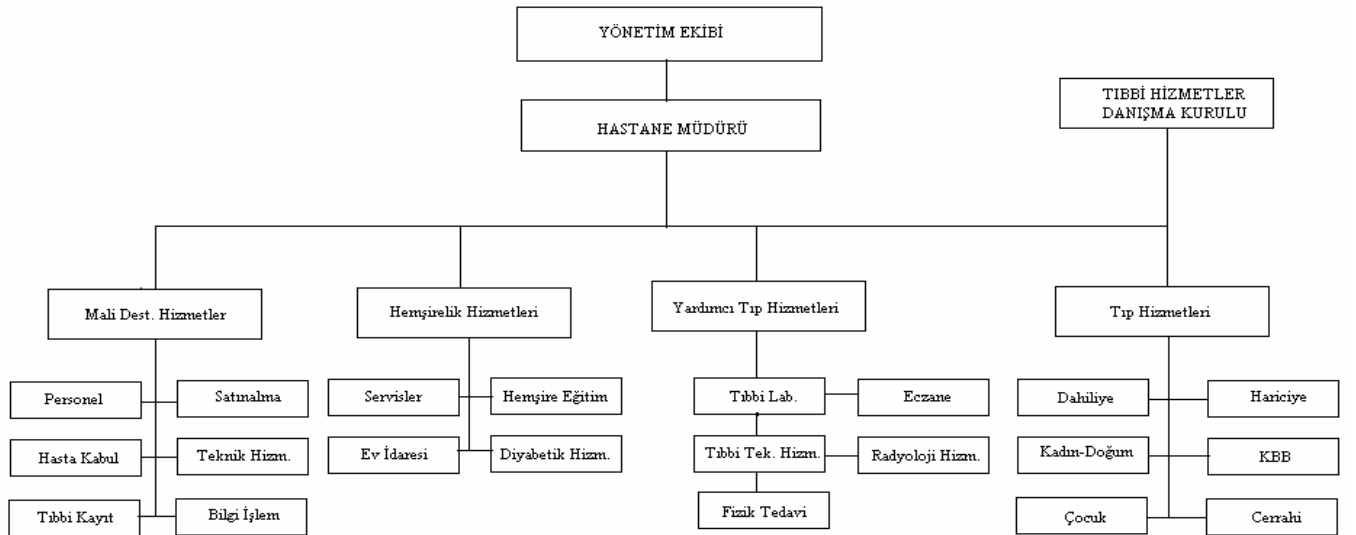 YÖNETİM EKİBİ
TIBBİ HİZMETLER
DANIŞMA KURULU
HASTANE MÜDÜRÜ
Mali Dest. Hizmetler
Hemşirelik Hizmetleri
Yardımcı Tıp Hizmetleri
Tıp Hizmetleri
Personel
Satınalma
Servisler
Hemşire Eğitim
Tıbbi Lab.
Eczane
Dahiliye
Hariciye
Hasta Kabul
Teknik Hizm.
Ev İdaresi
Diyabetik Hizm.
Tıbbi Tek. Hizm.
Radyoloji Hizm.
Kadın-Doğum
KBB
Tıbbi Kayıt
Bilgi İşlem
Fizik Tedavi
Çocuk
Cerrahi